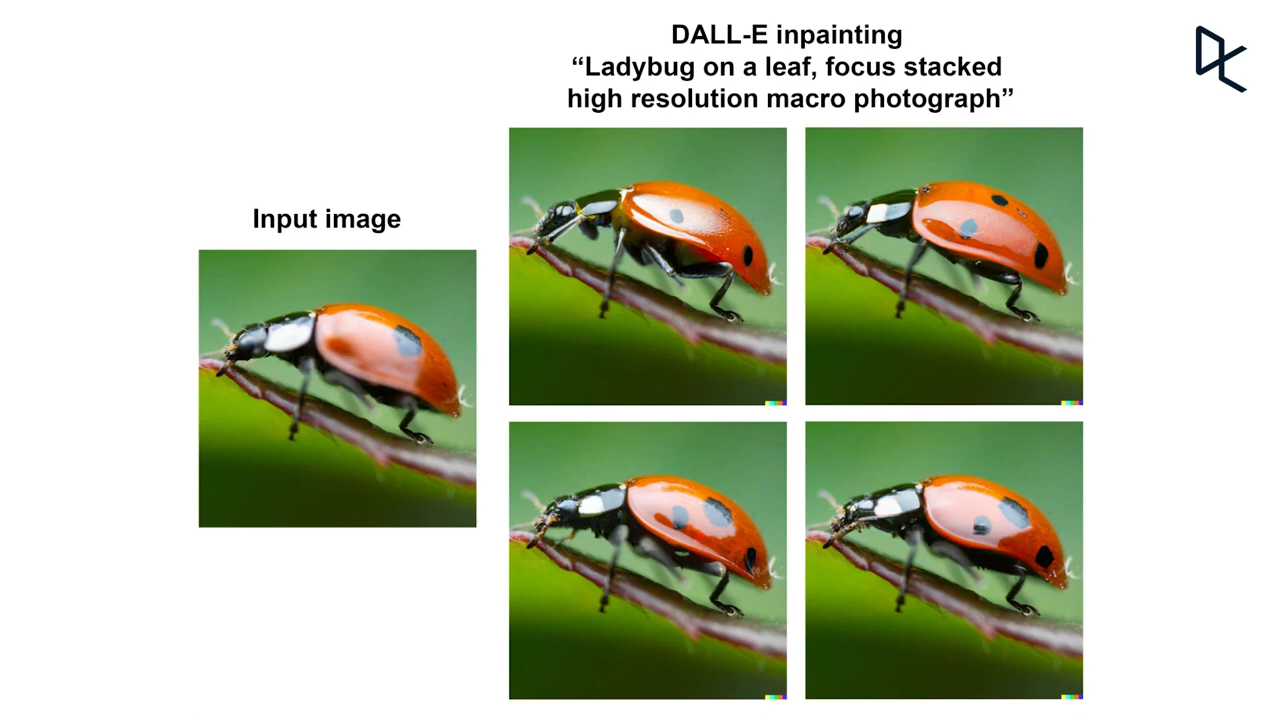 DALL-E inpainting
“Ladybug on a leaf, focus stacked
high resolution macro photograph”
Input image